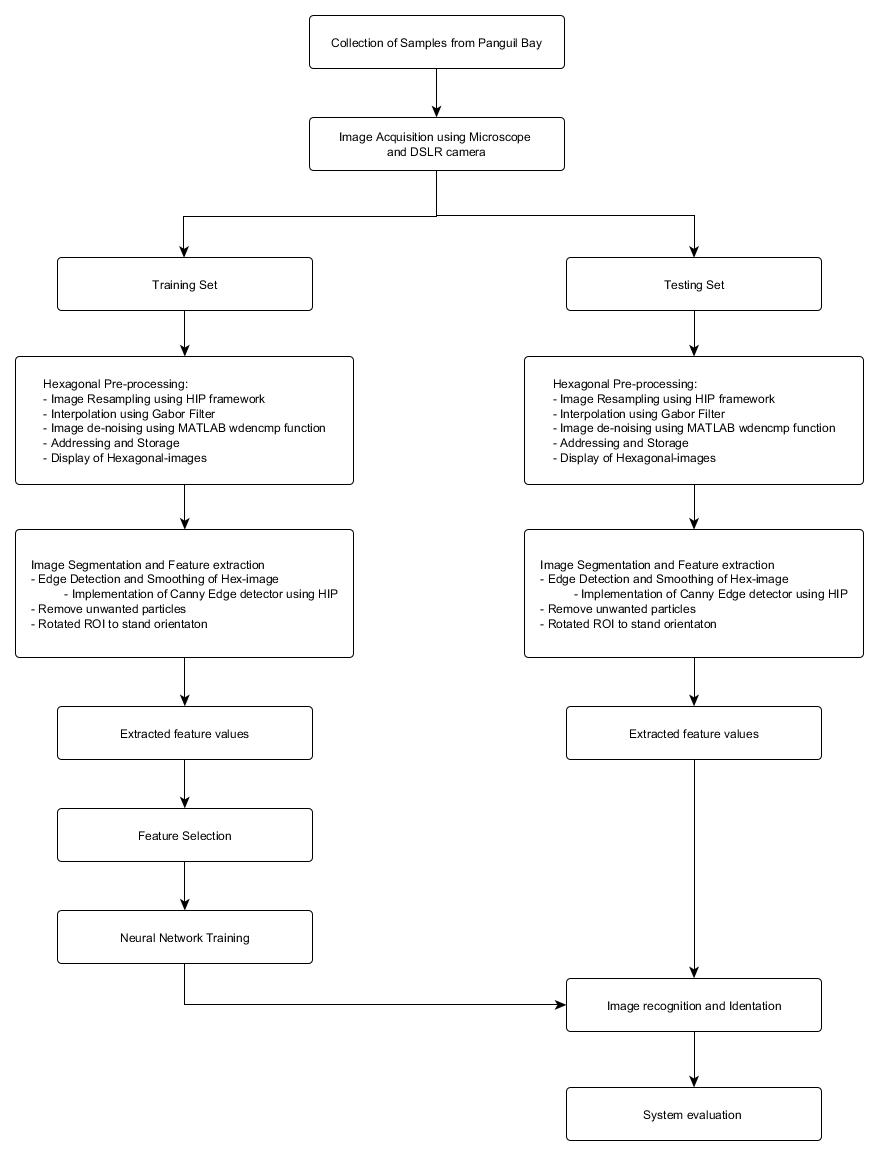 Collection of Samples from Panguil Bay
Image Acquisition using Microscope
and DSLR camera
Training Set
Testing Set
Hexagonal Pre-processing:
- Image Resampling using HIP framework
- Interpolation using Gabor Filter
- Image de-noising using MATLAB wdencmp function
- Addressing and Storage
- Display of Hexagonal-images
Hexagonal Pre-processing:
- Image Resampling using HIP framework
- Interpolation using Gabor Filter
- Image de-noising using MATLAB wdencmp function
- Addressing and Storage
- Display of Hexagonal-images
Image Segmentation and Feature extraction
- Edge Detection and Smoothing of Hex-image
- Implementation of Canny Edge detector using HIP
- Remove unwanted particles
- Rotated ROI to stand orientaton
Image Segmentation and Feature extraction
- Edge Detection and Smoothing of Hex-image
- Implementation of Canny Edge detector using HIP
- Remove unwanted particles
- Rotated ROI to stand orientaton
Extracted feature values
Extracted feature values
Feature Selection
Neural Network Training
Image recognition and Identation
System evaluation